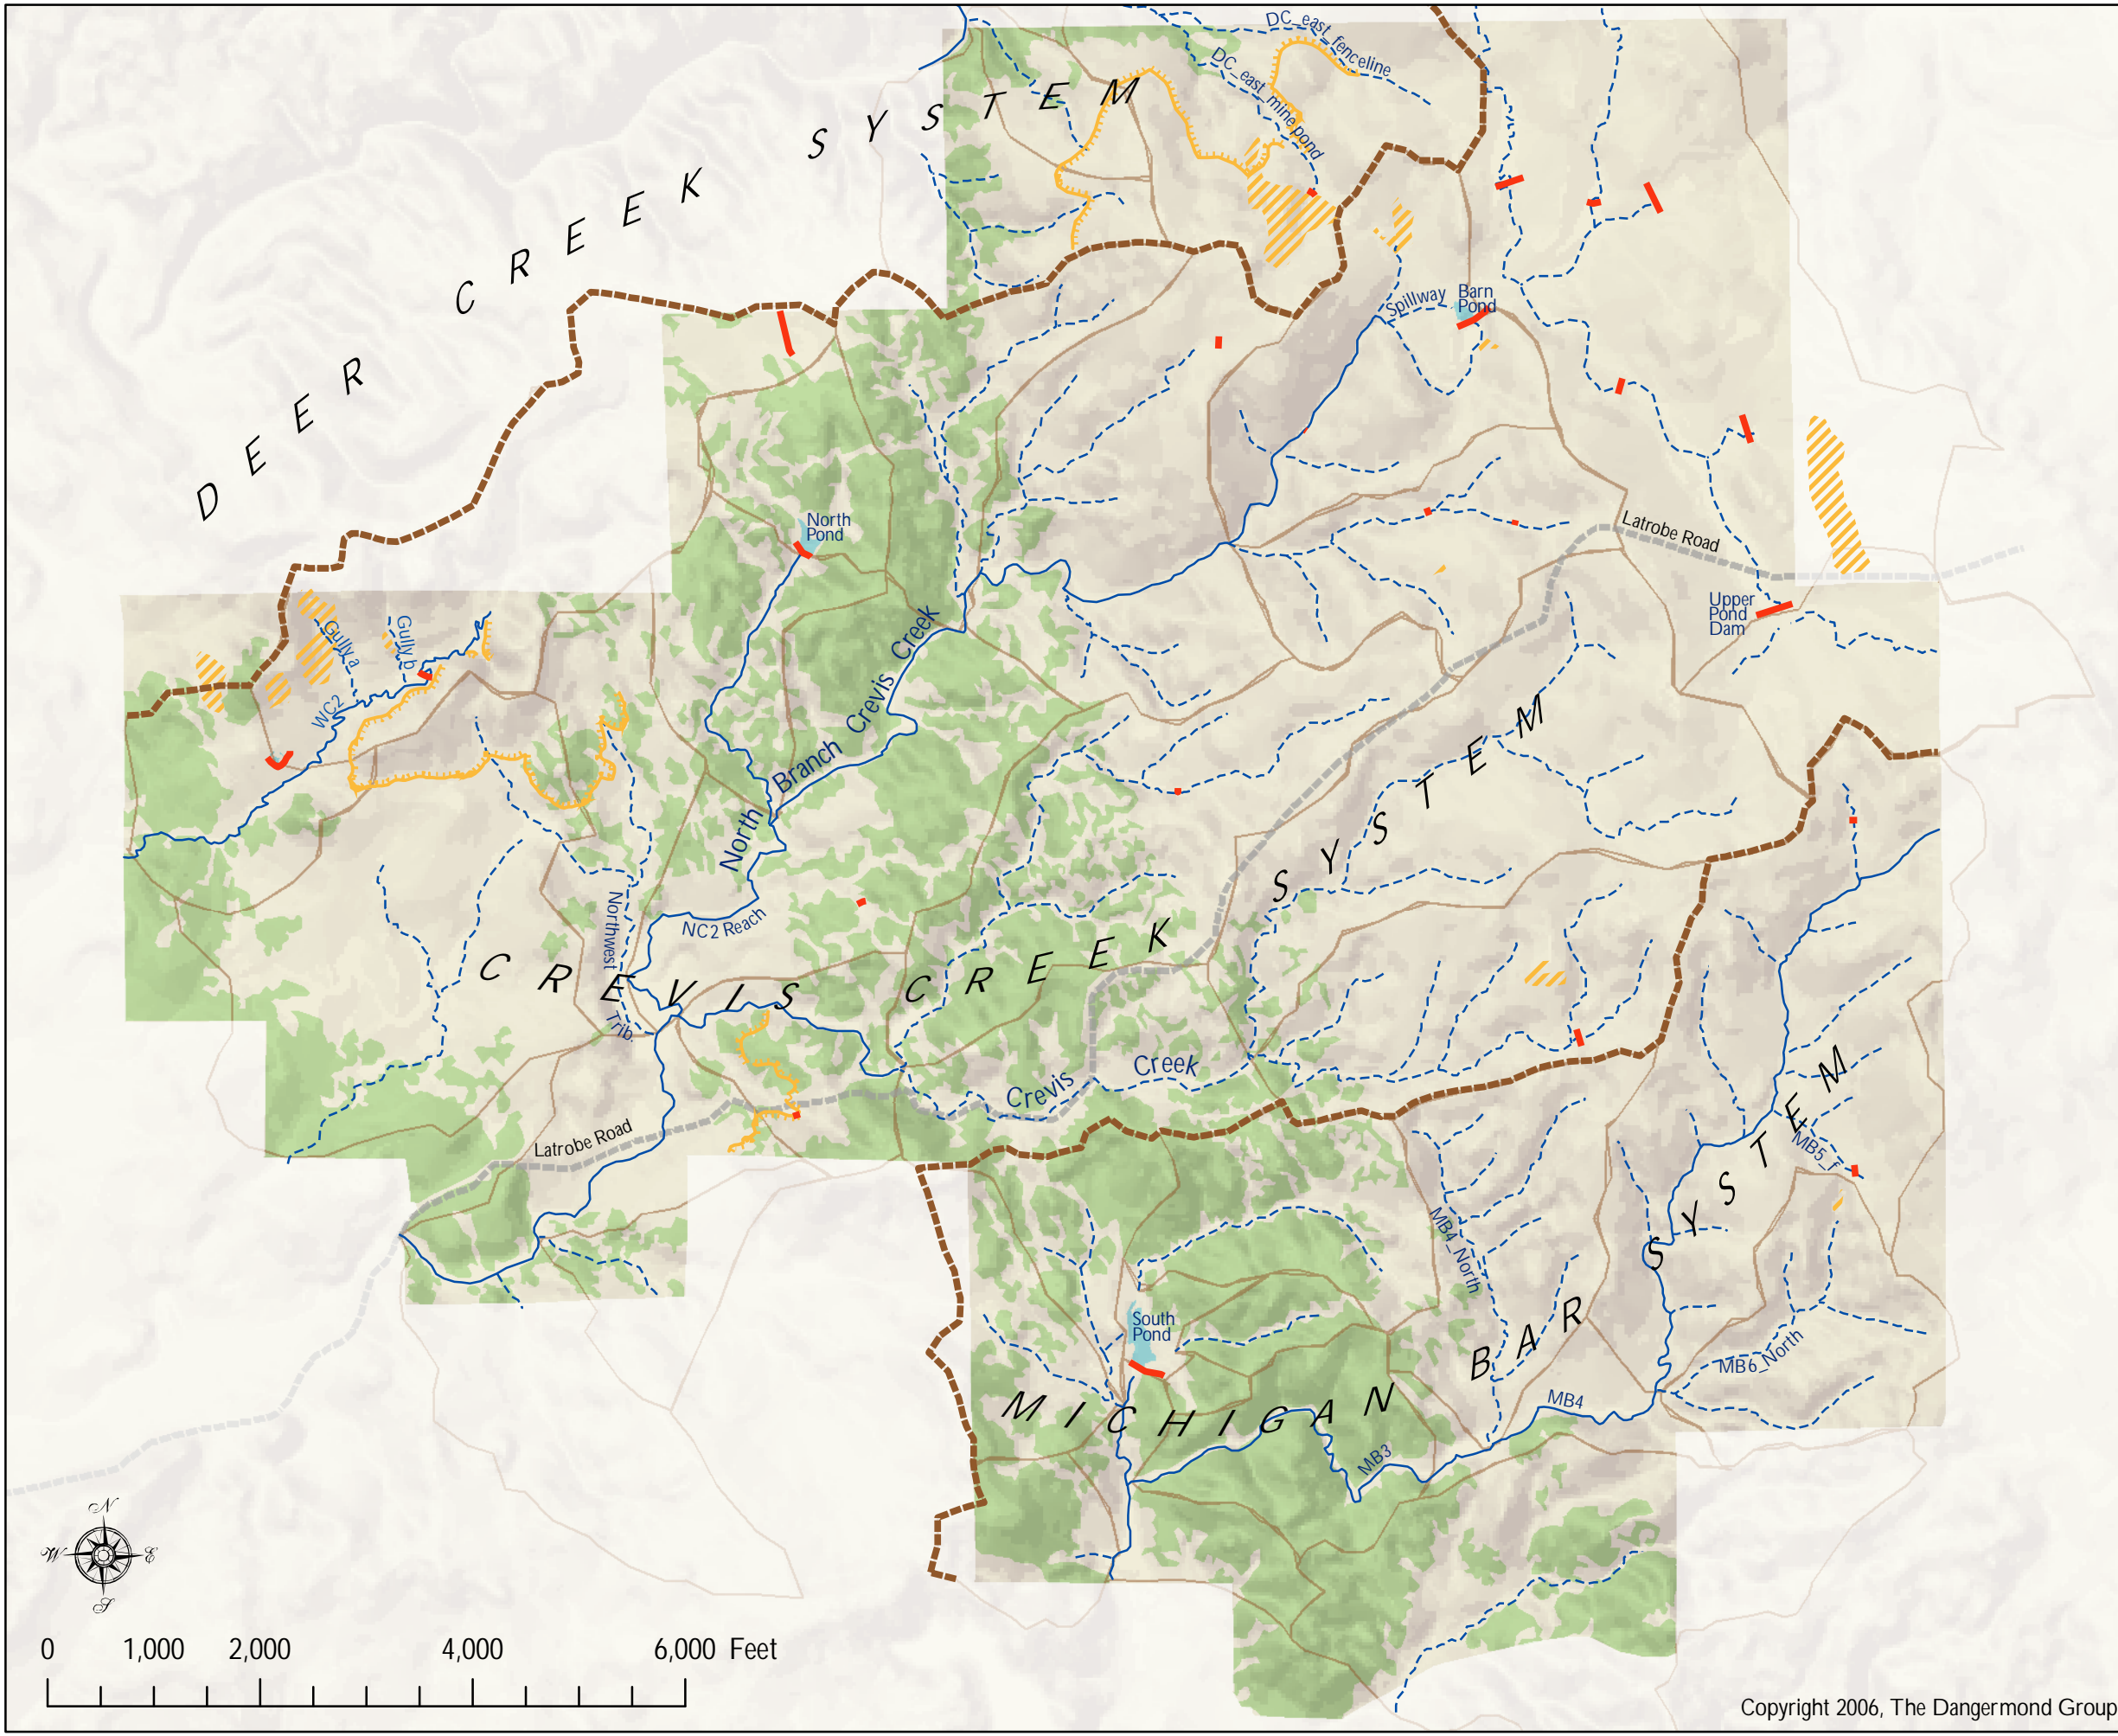 DEER CREEK SYSTEM
DC_east_fenceline
DC_east_mine pond
Spillway
Barn
Pond
North
Pond
Latrobe Road
Upper
Pond
Dam
Gully a
Gully b
WC2
North Branch Crevis Creek
NC2 Reach
Northwest Trib.
CREVIS CREEK SYSTEM
Crevis Creek
Latrobe Road
MB5_f
MB4_North
South
Pond
MB6_North
MB4
MB3
MICHIGAN BAR SYSTEM
N
W
E
S
0 1,000 2,000 4,000 6,000 Feet
Copyright 2006, The Dangermond Group